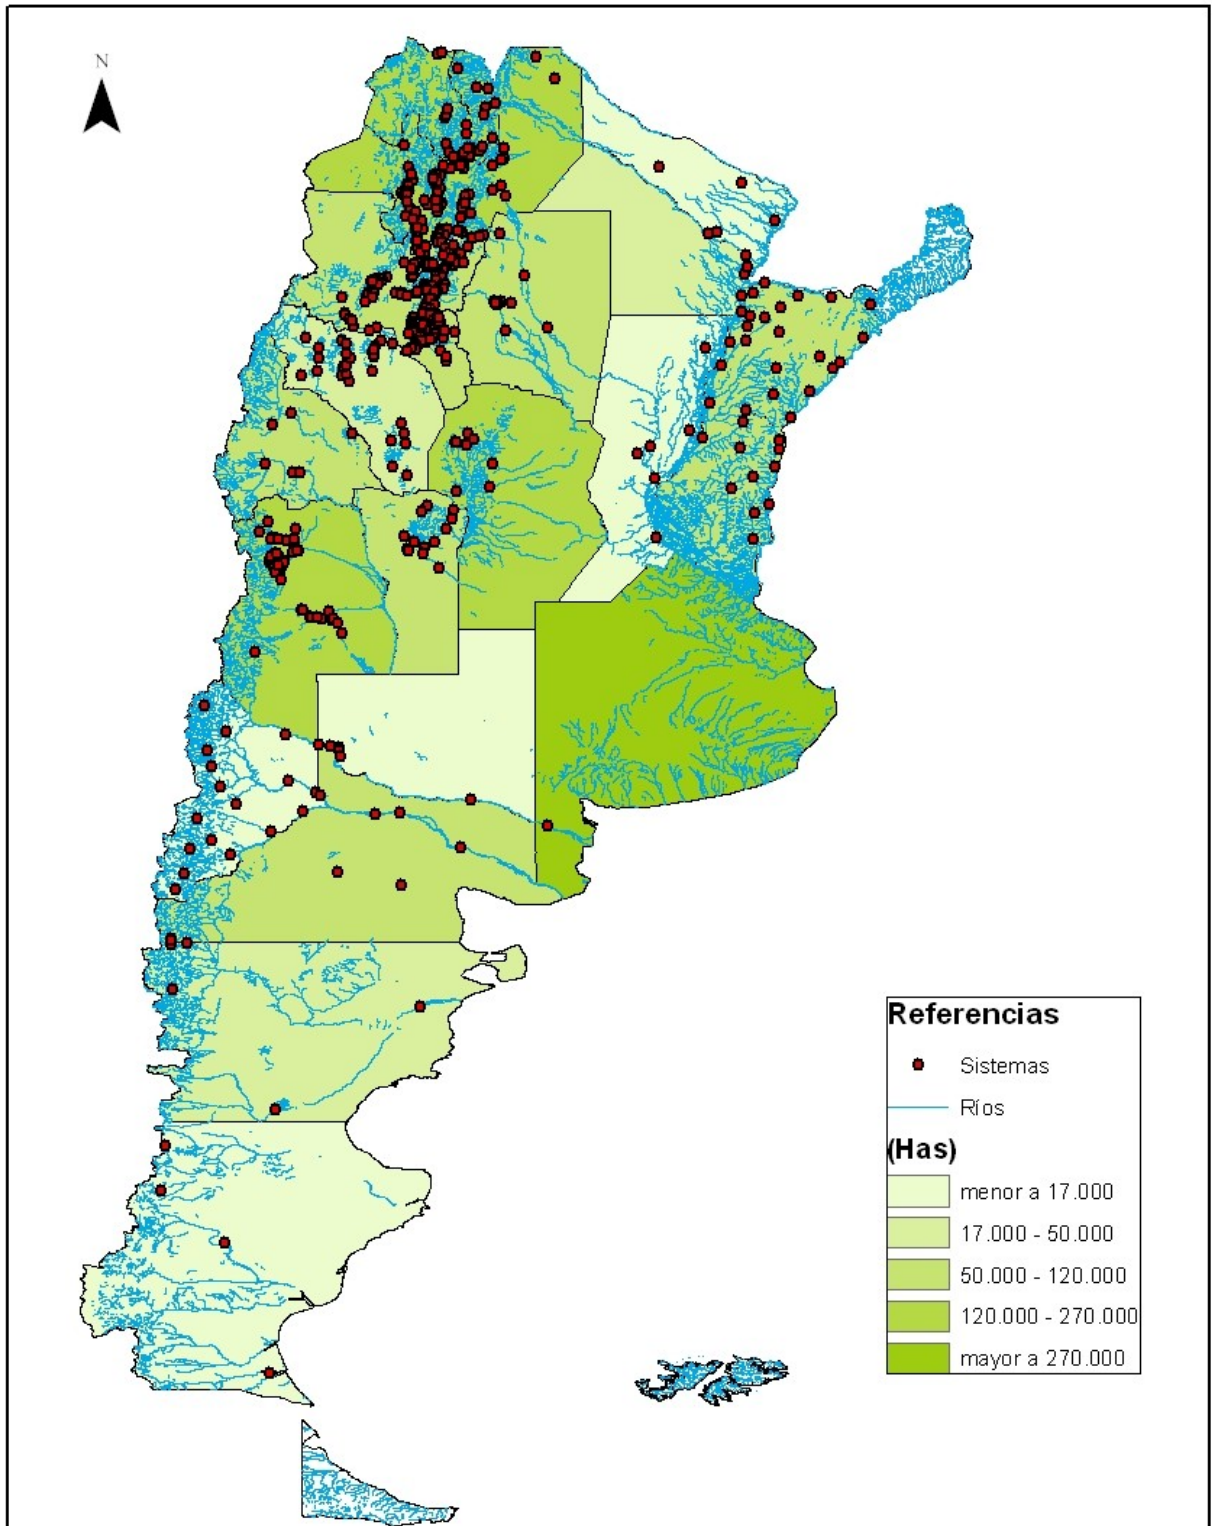 N
Referencias
Sistemas
Ríos
(Has)
menor a 17.000
17.000 - 50.000
50.000 - 120.000
120.000 - 270.000
mayor a 270.000